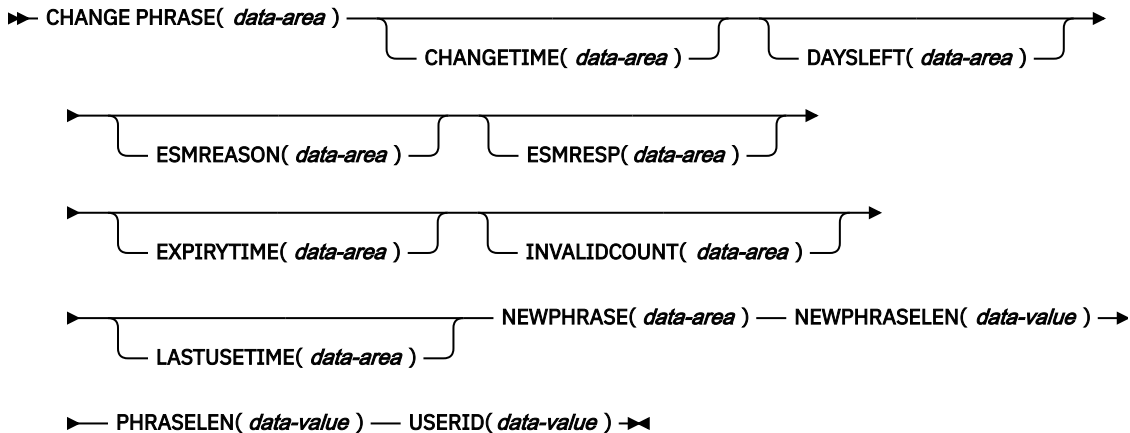 CHANGE PHRASE( data-area )
CHANGETIME( data-area ) DAYSLEFT( data-area )
ESMREASON( data-area ) ESMRESP( data-area )
EXPIRYTIME( data-area ) INVALIDCOUNT( data-area )
NEWPHRASE( data-area ) NEWPHRASELEN( data-value )
LASTUSETIME( data-area )
PHRASELEN( data-value ) USERID( data-value )